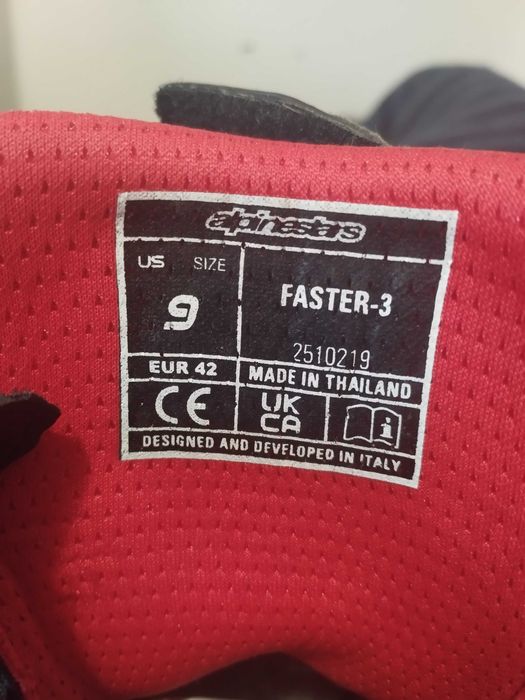 alpinestars
US SIZE
9
FASTER-3
2510219
EUR 42
MADE IN THAILAND
CE
UK
CA
i
DESIGNED AND DEVELOPED IN ITALY